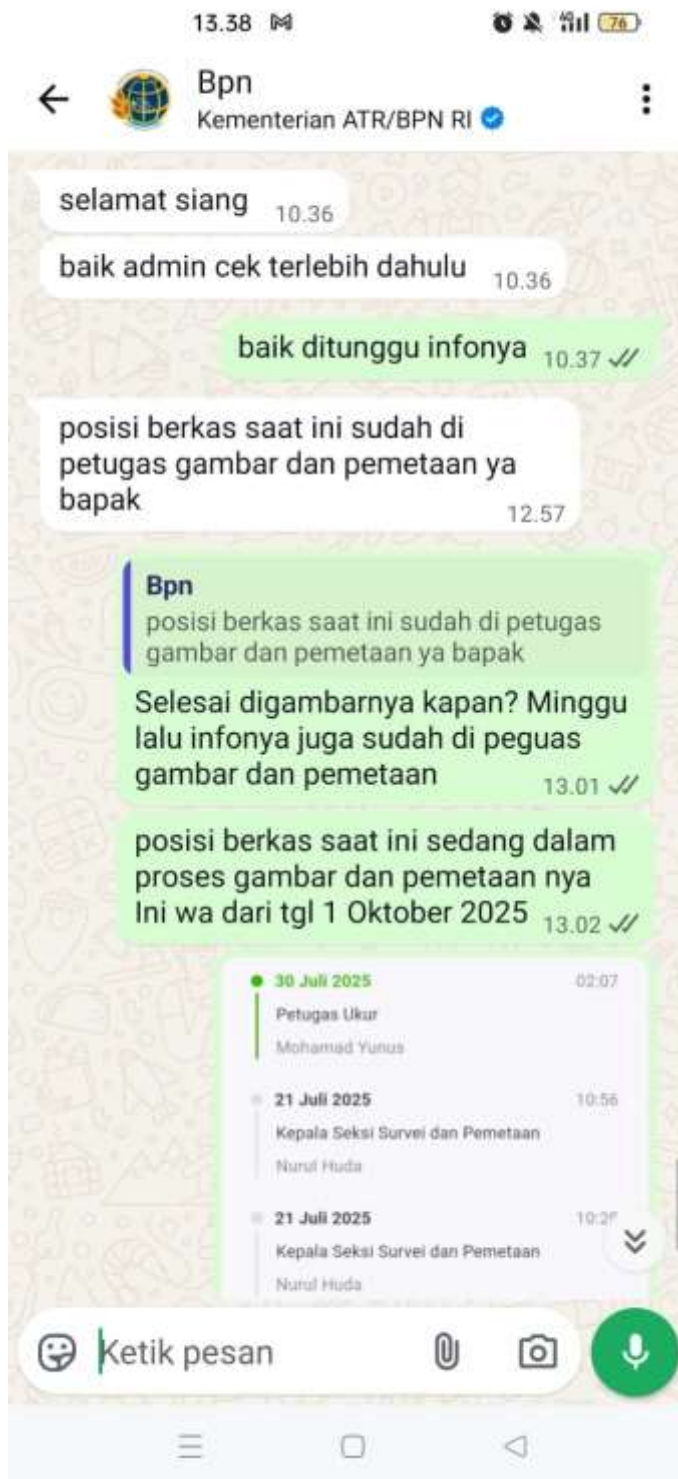 13.38
76
Bpn
Kementerian ATR/BPN RI
selamat siang 10.36
baik admin cek terlebih dahulu 10.36
baik ditunggu infonya 10.37
posisi berkas saat ini sudah di
petugas gambar dan pemetaan ya
bapak 12.57
Bpn
posisi berkas saat ini sudah di petugas
gambar dan pemetaan ya bapak
Selesai digambarnya kapan? Minggu
lalu infonya juga sudah di peguas
gambar dan pemetaan 13.01
posisi berkas saat ini sedang dalam
proses gambar dan pemetaan nya
Ini wa dari tgl 1 Oktober 2025 13.02
30 Juli 2025 02:07
Petugas Ukur
Mohamad Yunus
21 Juli 2025 10:56
Kepala Seksi Survei dan Pemetaan
Nurul Huda
21 Juli 2025
Kepala Seksi Survei dan Pemetaan
Nurul Huda
Ketik pesan